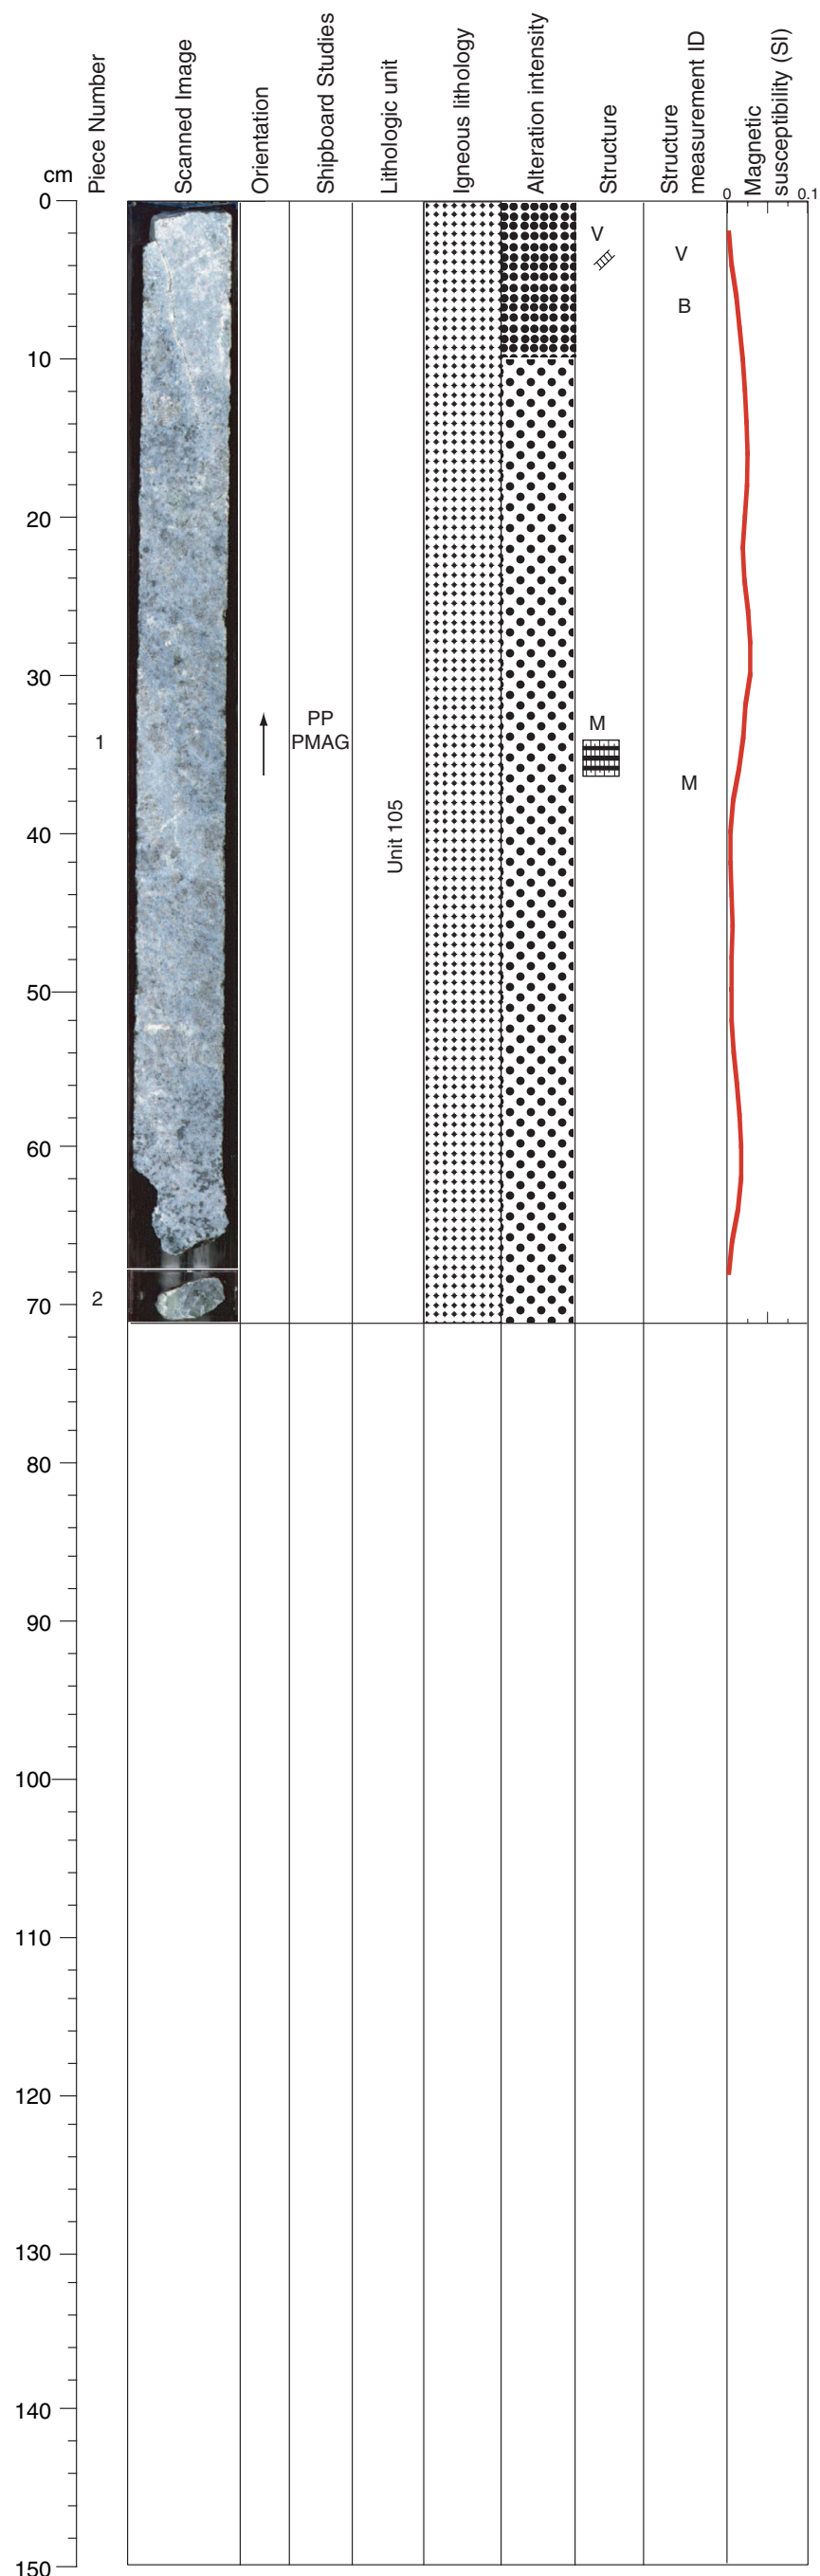 cm
Piece Number
Scanned Image
Orientation
Shipboard Studies
Lithologic unit
Igneous lithology
Alteration intensity
Structure
Structure
measurement ID
Magnetic
susceptibility (SI)
0 0.1
0
V
V
B
10
20
30
PP
M
1
PMAG
M
Unit 105
40
50
60
2
70
80
90
100
110
120
130
140
150